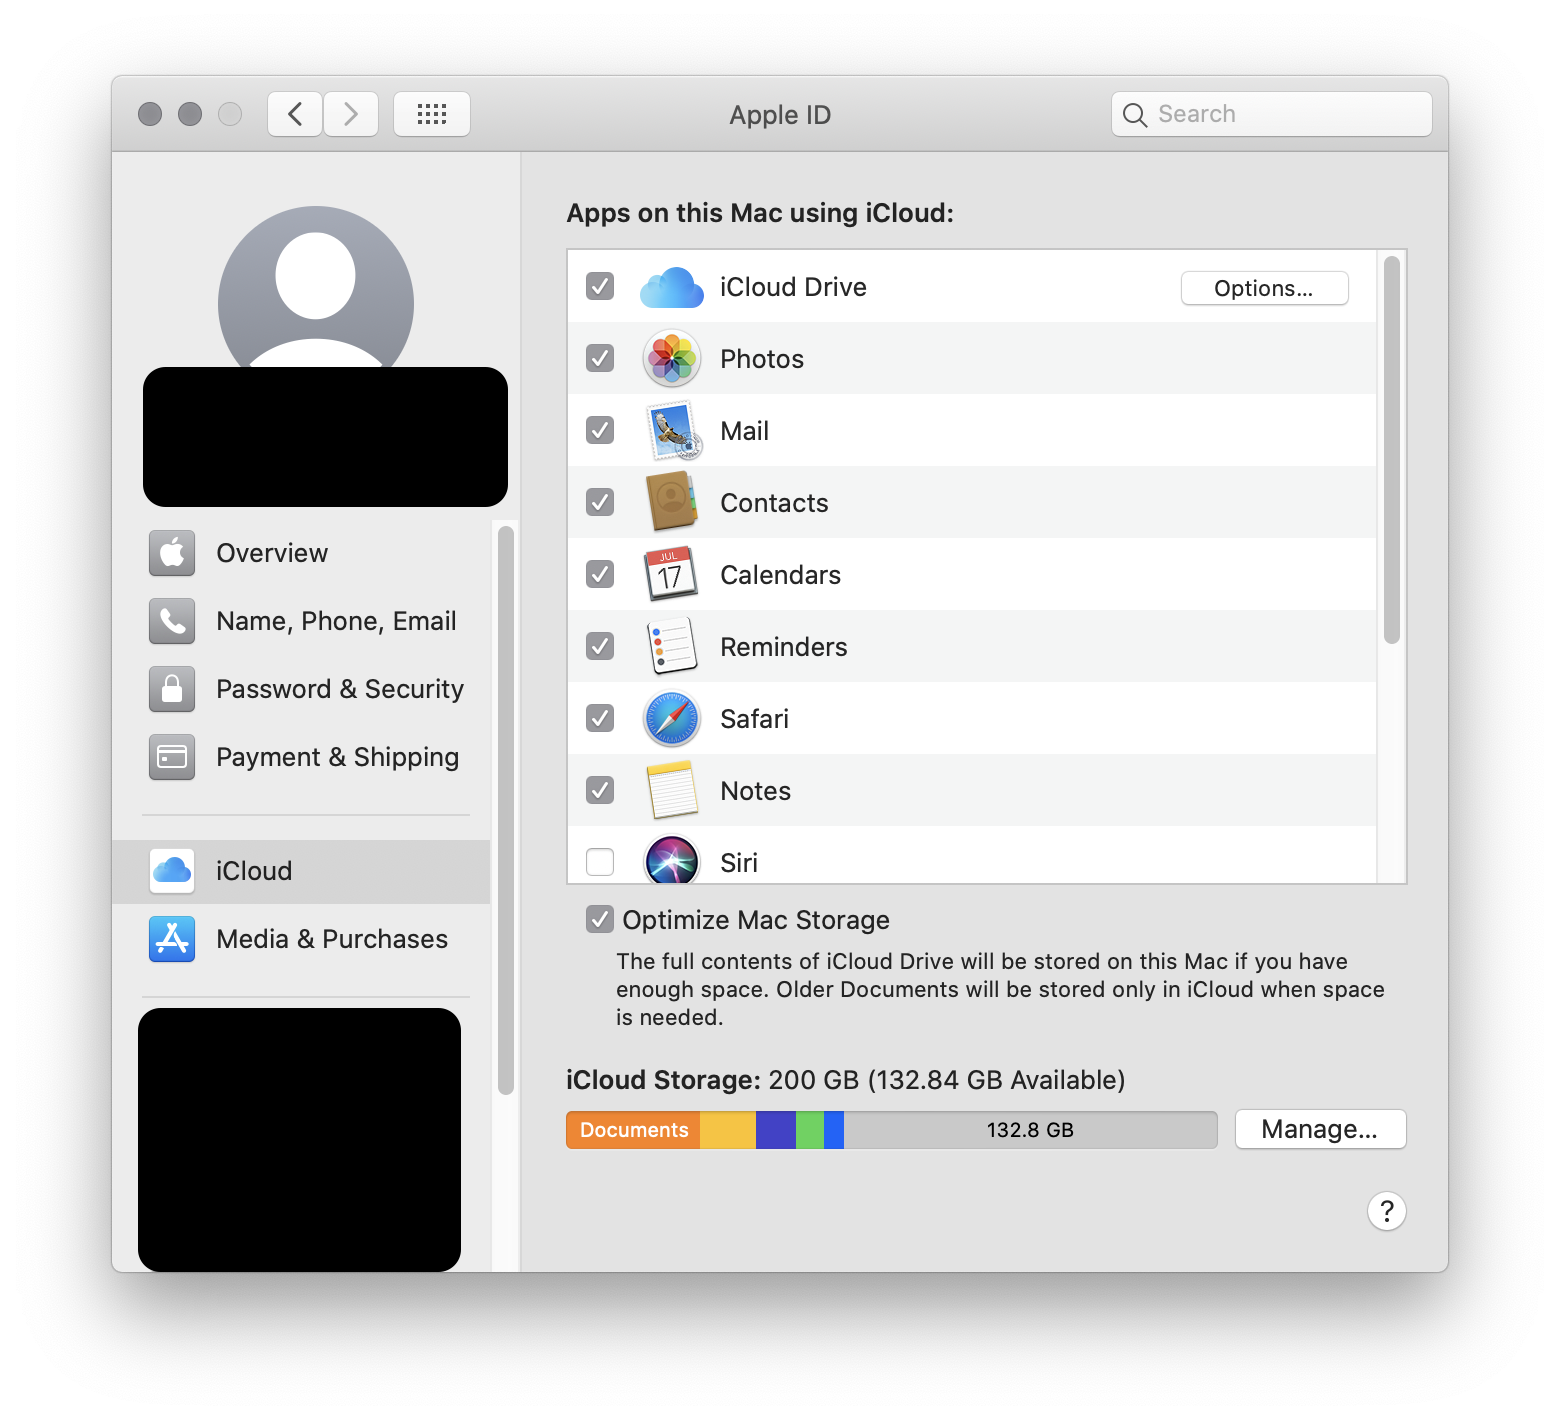 Apple ID
Search
Overview
Name, Phone, Email
Password & Security
Payment & Shipping
iCloud
Media & Purchases
Apps on this Mac using iCloud:
iCloud Drive
Options...
Photos
Mail
Contacts
JUL
17
Calendars
Reminders
Safari
Notes
Siri
Optimize Mac Storage
The full contents of iCloud Drive will be stored on this Mac if you have
enough space. Older Documents will be stored only in iCloud when space
is needed.
iCloud Storage: 200 GB (132.84 GB Available)
Documents
132.8 GB
Manage...
?